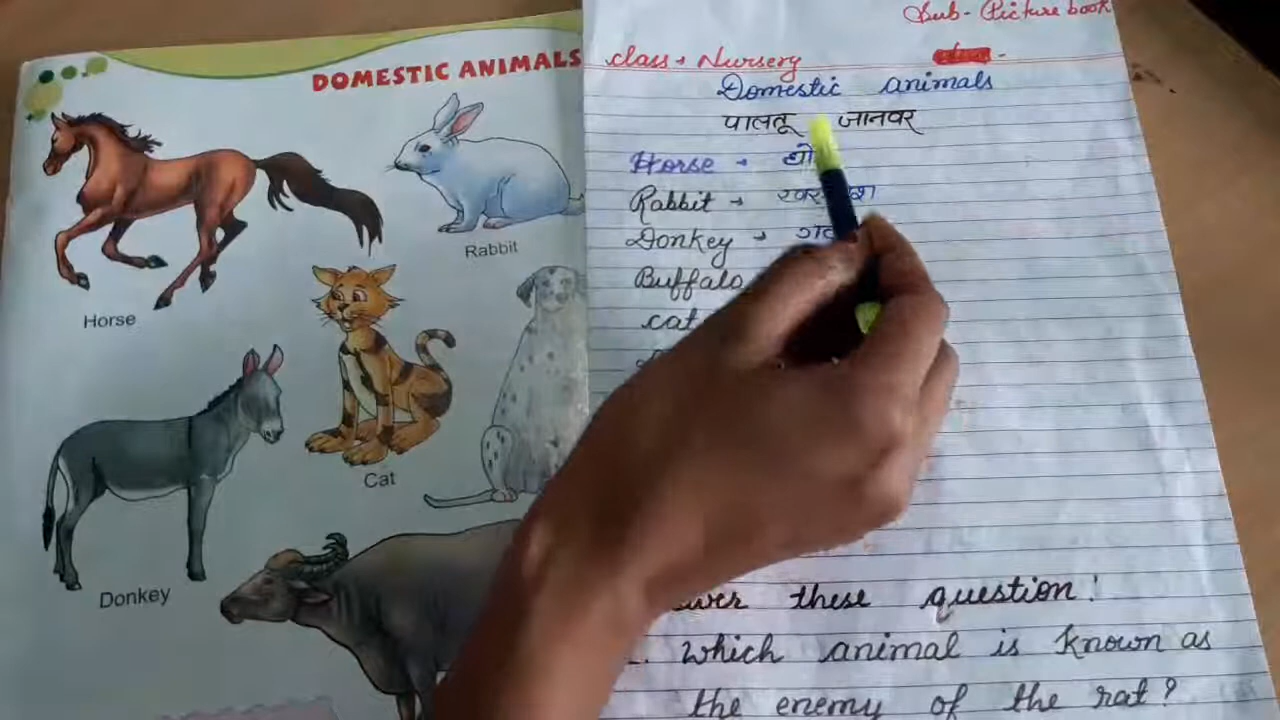 DOMESTIC ANIMALS
Horse
Rabbit
Cat
Donkey
Sub - Picture book
class → Nursery
Domestic animals
पालतू जानवर
Horse →
Rabbit →
Donkey →
Buffalo
cat
these question!
which animal is known as
the enemy of the rat?